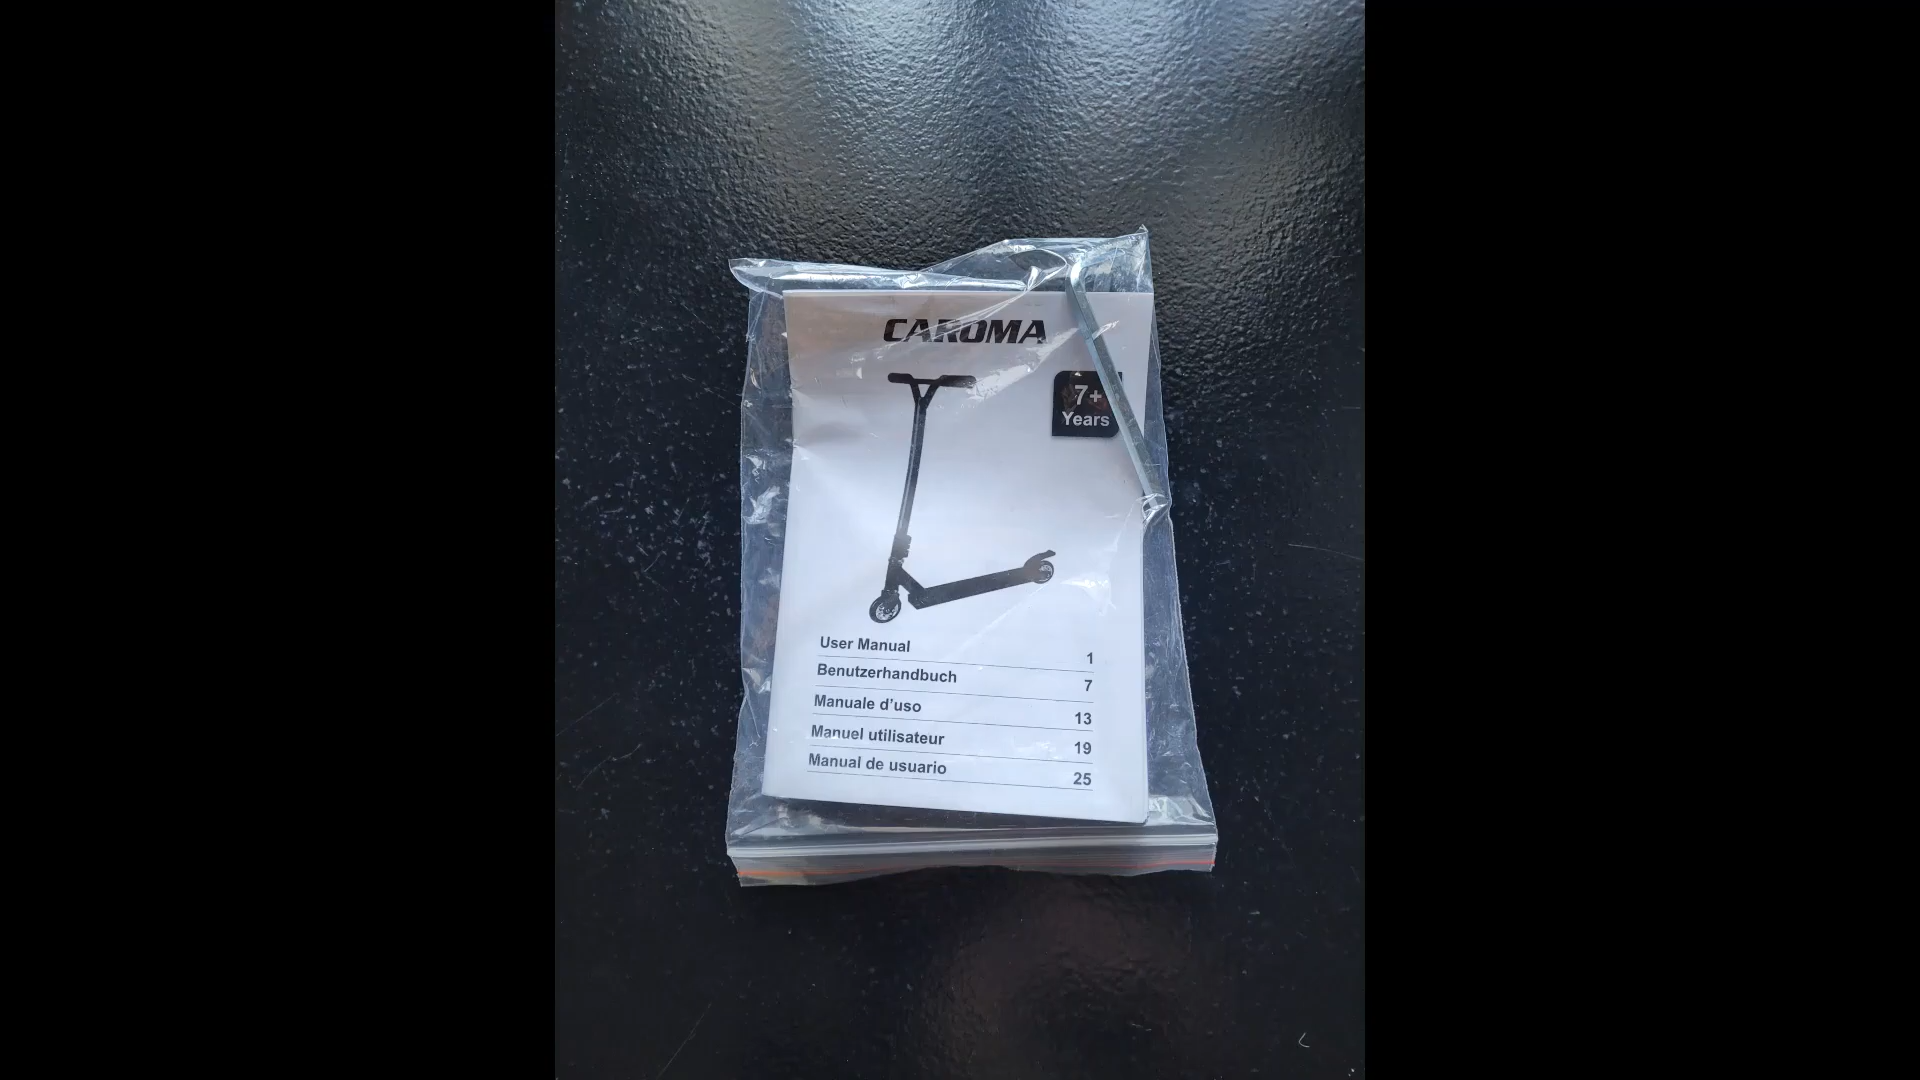 CAROMA
7+
Years
User Manual 1
Benutzerhandbuch 7
Manuale d'uso 13
Manuel utilisateur 19
Manual de usuario 25